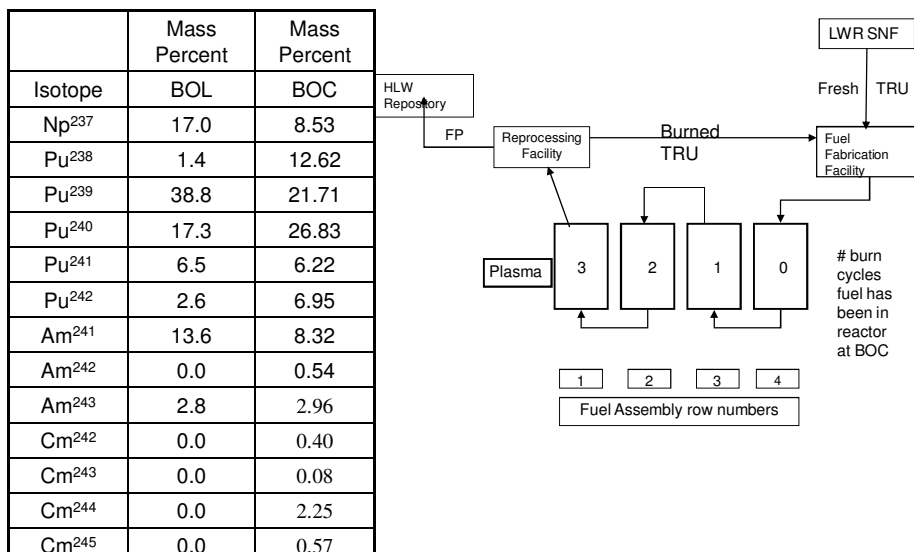 Mass Percent Mass Percent
Isotope BOL BOC
Np237 17.0 8.53
Pu238 1.4 12.62
Pu239 38.8 21.71
Pu240 17.3 26.83
Pu241 6.5 6.22
Pu242 2.6 6.95
Am241 13.6 8.32
Am242 0.0 0.54
Am243 2.8 2.96
Cm242 0.0 0.40
Cm243 0.0 0.08
Cm244 0.0 2.25
Cm245 0.0 0.57
LWR SNF
Fresh TRU
HLW
Repository
FP
Reprocessing
Facility
Burned
TRU
Fuel
Fabrication
Facility
Plasma
3 2 1 0
# burn
cycles
fuel has
been in
reactor
at BOC
1 2 3 4
Fuel Assembly row numbers